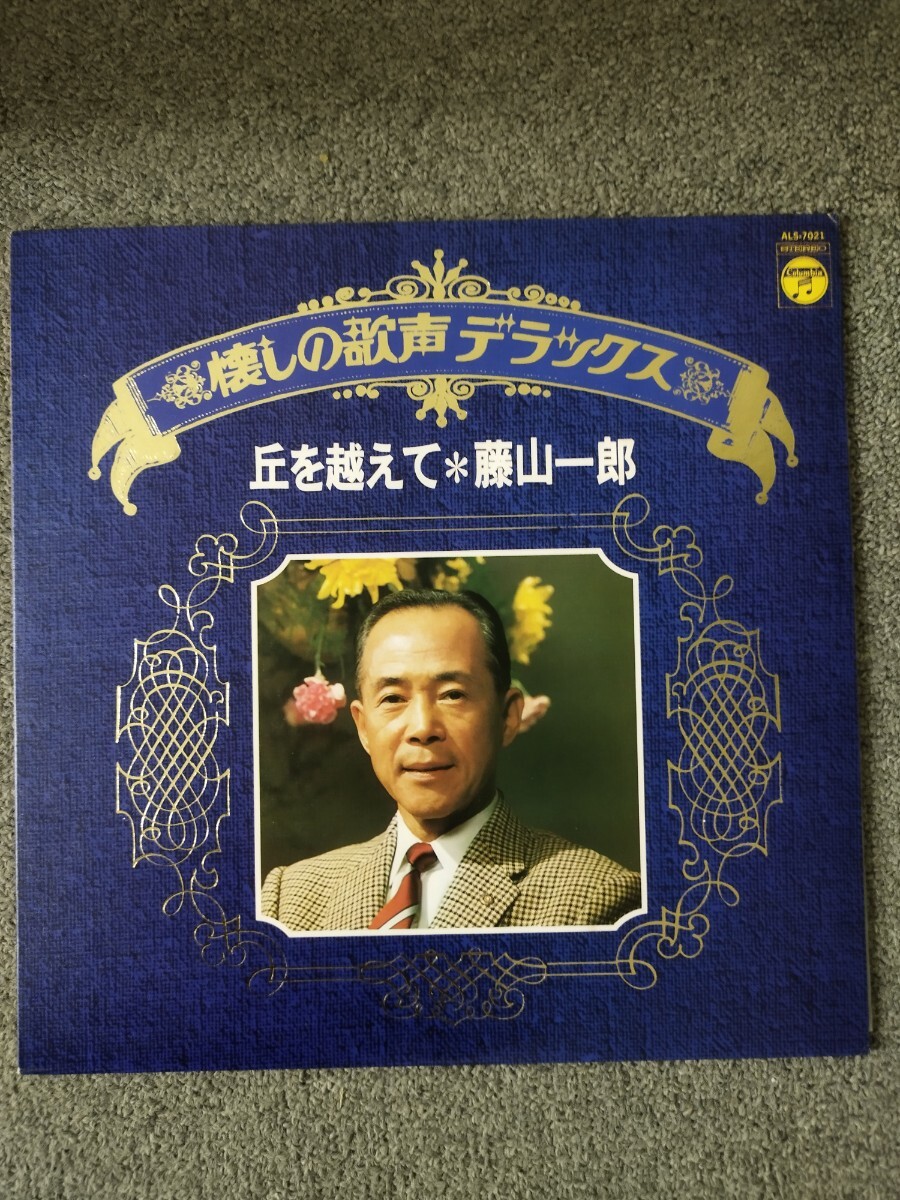 ALS-7021
STEREO
Columbia
懐しの歌声 デラックス
丘を越えて＊藤山一郎